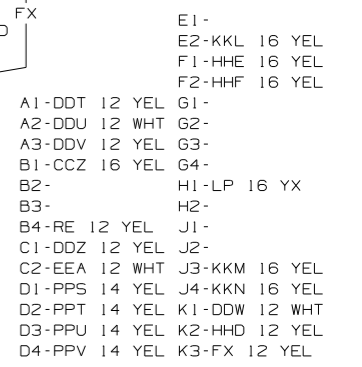 FX
D
E1-
E2-KKL 16 YEL
F1-HHE 16 YEL
F2-HHF 16 YEL
A1-DDT 12 YEL G1-
A2-DDU 12 WHT G2-
A3-DDV 12 YEL G3-
B1-CCZ 16 YEL G4-
B2- H1-LP 16 YX
B3- H2-
B4-RE 12 YEL J1-
C1-DDZ 12 YEL J2-
C2-EEA 12 WHT J3-KKM 16 YEL
D1-PPS 14 YEL J4-KKN 16 YEL
D2-PPT 14 YEL K1-DDW 12 WHT
D3-PPU 14 YEL K2-HHD 12 YEL
D4-PPV 14 YEL K3-FX 12 YEL